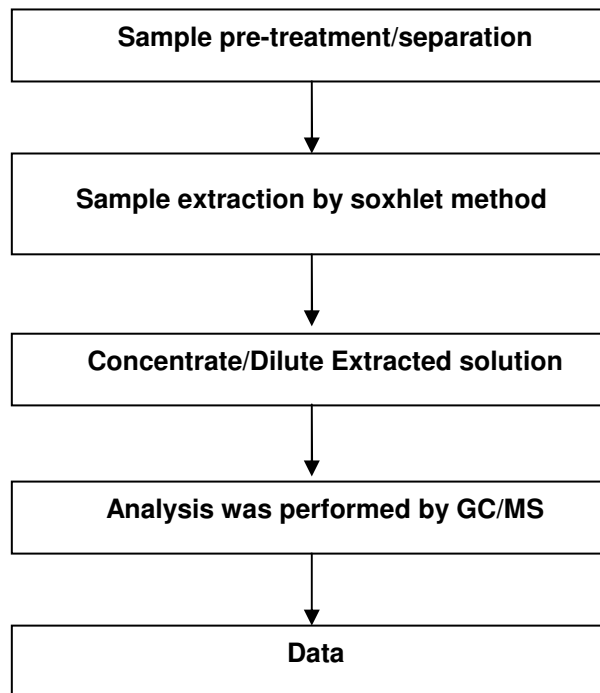 Sample pre-treatment/separation
Sample extraction by soxhlet method
Concentrate/Dilute Extracted solution
Analysis was performed by GC/MS
Data